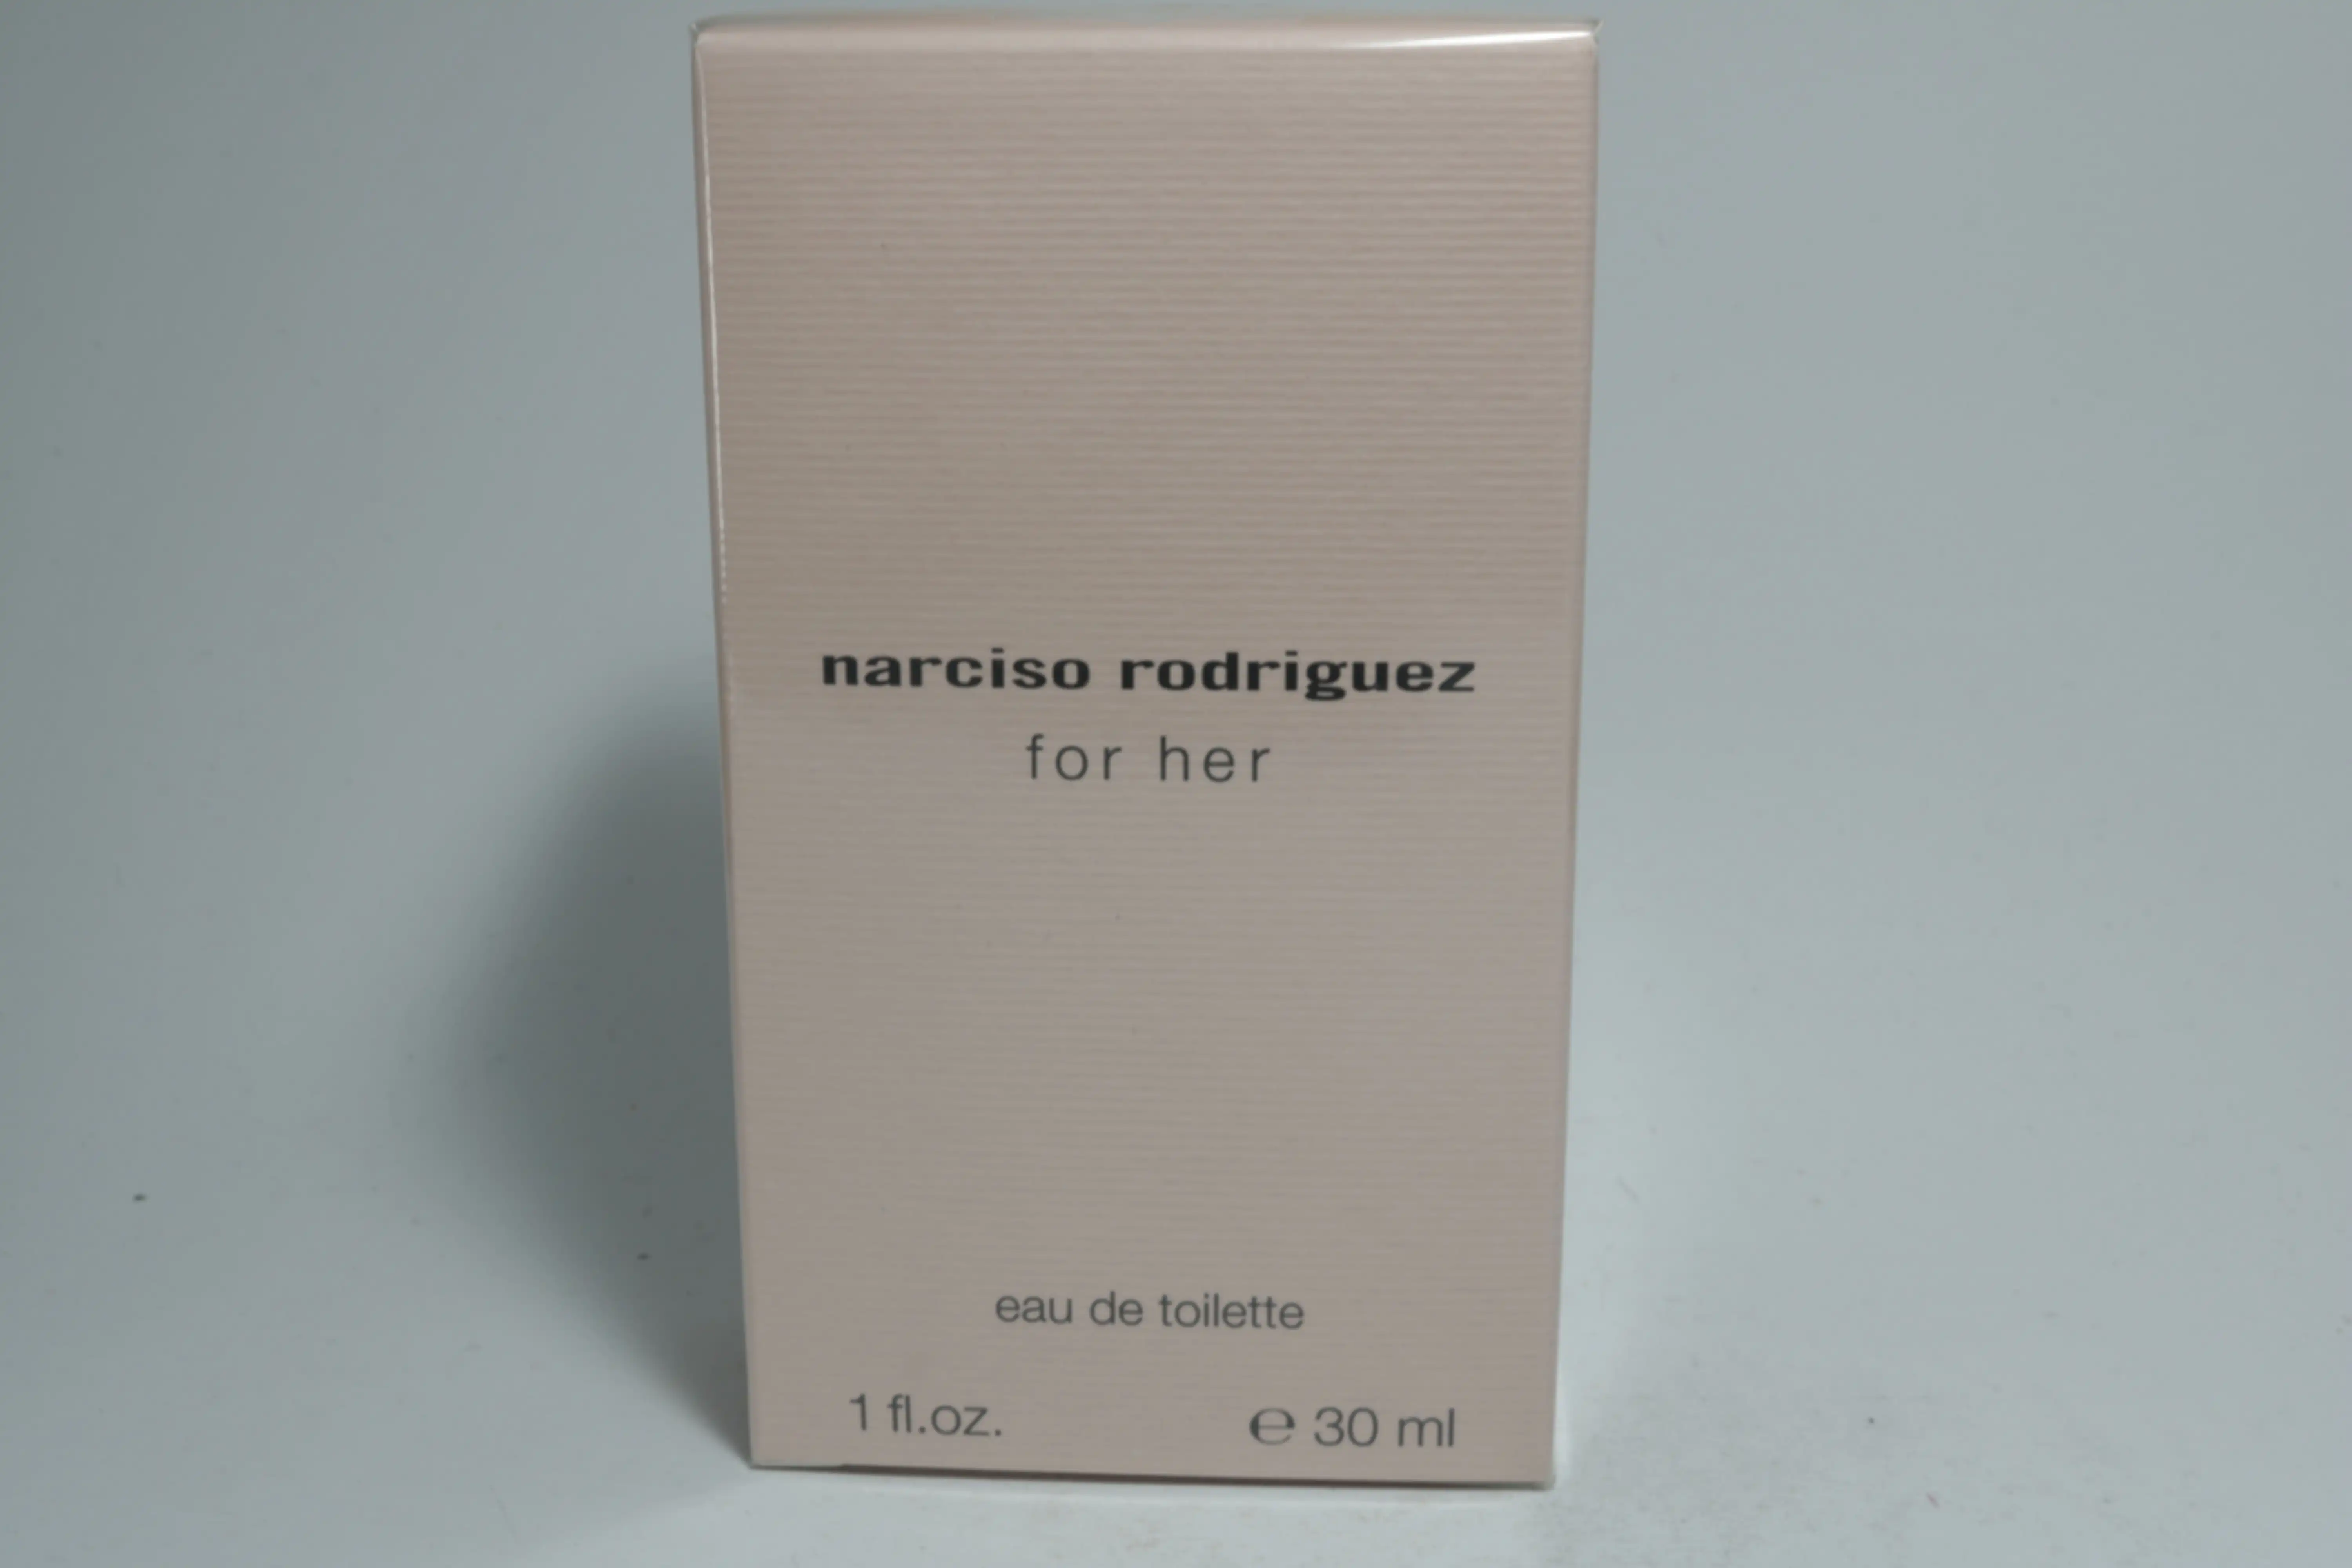 narciso rodriguez
for her
eau de toilette
1 fl.oz. ℮ 30 ml